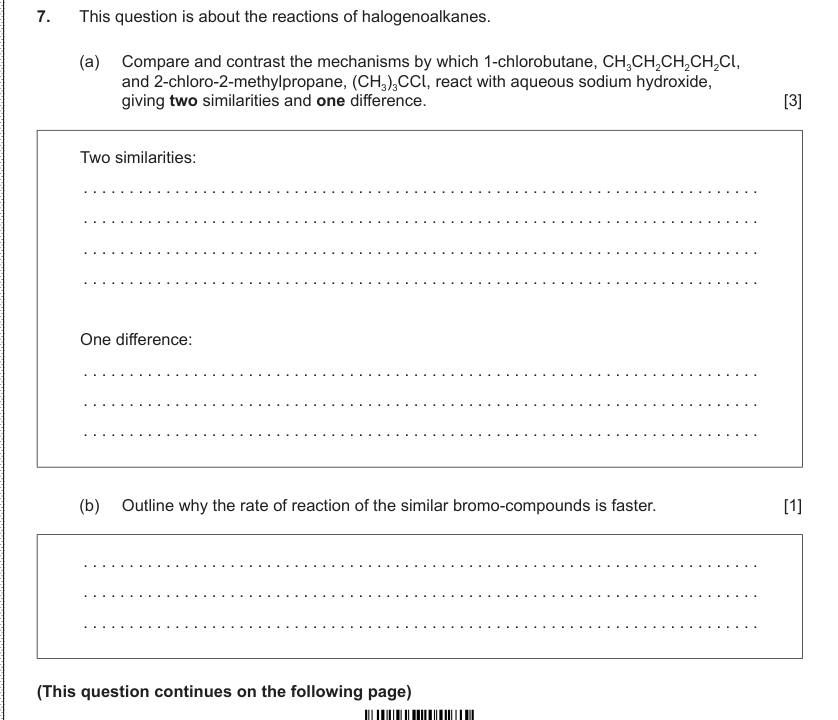 7. This question is about the reactions of halogenoalkanes.
(a) Compare and contrast the mechanisms by which 1-chlorobutane, CH₃CH₂CH₂CH₂Cl,
and 2-chloro-2-methylpropane, (CH₃)₃CCl, react with aqueous sodium hydroxide,
giving two similarities and one difference. [3]
Two similarities:
One difference:
(b) Outline why the rate of reaction of the similar bromo-compounds is faster. [1]
(This question continues on the following page)